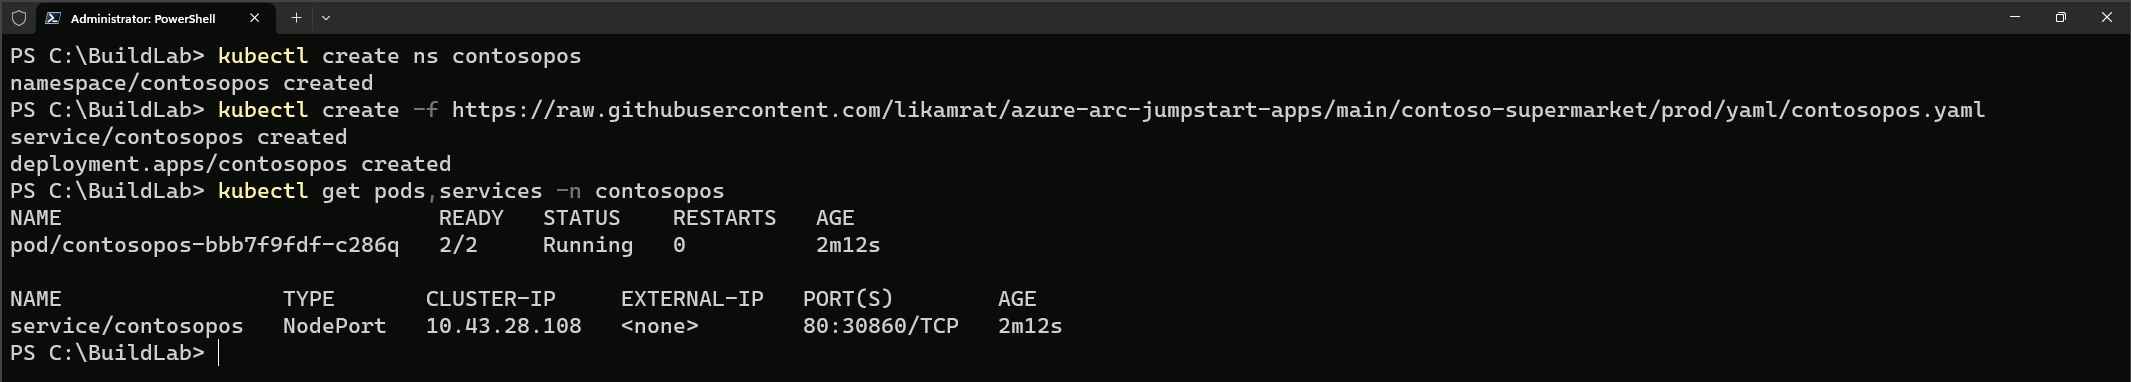 Administrator: PowerShell
PS C:\BuildLab> kubectl create ns contosopos
namespace/contosopos created
PS C:\BuildLab> kubectl create -f https://raw.githubusercontent.com/likamrat/azure-arc-jumpstart-apps/main/contoso-supermarket/prod/yaml/contosopos.yaml
service/contosopos created
deployment.apps/contosopos created
PS C:\BuildLab> kubectl get pods,services -n contosopos
NAME                             READY   STATUS    RESTARTS   AGE
pod/contosopos-bbb7f9fdf-c286q   2/2     Running   0          2m12s
NAME                 TYPE       CLUSTER-IP     EXTERNAL-IP   PORT(S)        AGE
service/contosopos   NodePort   10.43.28.108   <none>        80:30860/TCP   2m12s
PS C:\BuildLab>